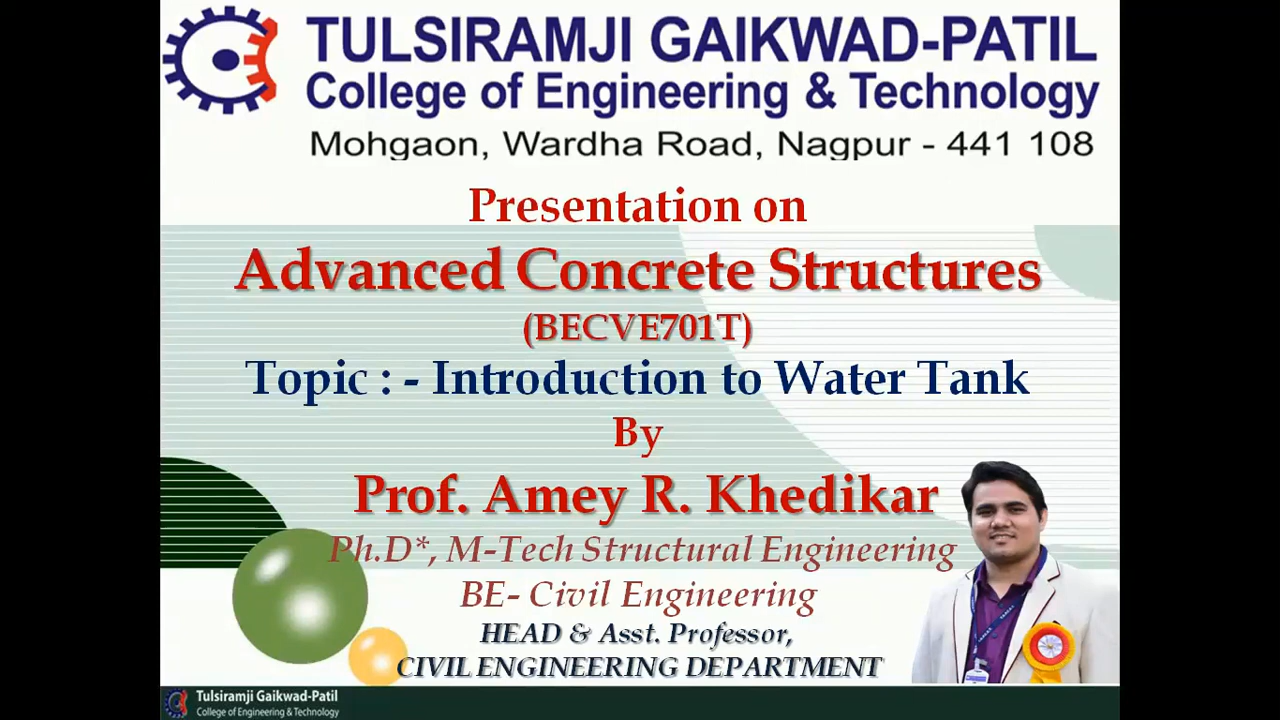 TULSIRAMJI GAIKWAD-PATIL
College of Engineering & Technology
Mohgaon, Wardha Road, Nagpur - 441 108
Presentation on
Advanced Concrete Structures
(BECVE701T)
Topic : - Introduction to Water Tank
By
Prof. Amey R. Khedikar
Ph.D*, M-Tech Structural Engineering
BE- Civil Engineering
HEAD & Asst. Professor,
CIVIL ENGINEERING DEPARTMENT
Tulsiramji Gaikwad-Patil
College of Engineering & Technology